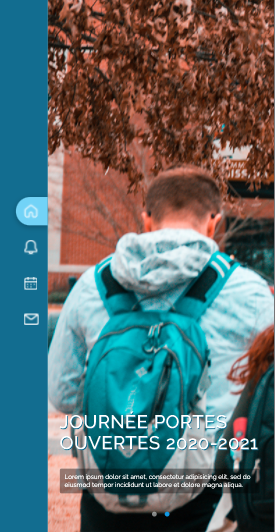 JOURNÉE PORTES
OUVERTES 2020-2021
Lorem ipsum dolor sit amet, consectetur adipisicing elit, sed do
eiusmod tempor incididunt ut labore et dolore magna aliqua.